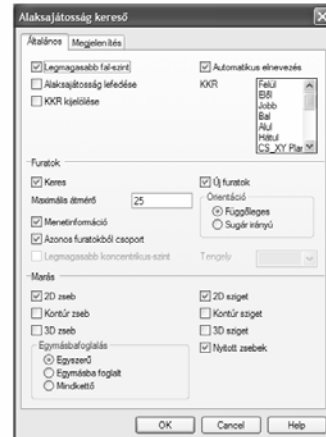 Alaksajátosság kereső
Általános Megjelenítés
Legmagasabb fal-szint Automatikus elnevezés
Alaksajátosság lefedése KKR Felül
KKR kijelölése Elöl
Jobb
Bal
Alul
Hátul
CS_XY Plar
Furatok
Keres Új furatok
Maximális átmérő 25 Orientáció
Függőleges
Menetinformáció Sugár irányú
Azonos furatokból csoport
Legmagasabb koncentrikus-szint Tengely
Marás
2D zseb 2D sziget
Kontúr zseb Kontúr sziget
3D zseb 3D sziget
Egymásbafoglalás Nyitott zsebek
Egyszerű
Egymásba foglalt
Mindkettő
OK Cancel Help